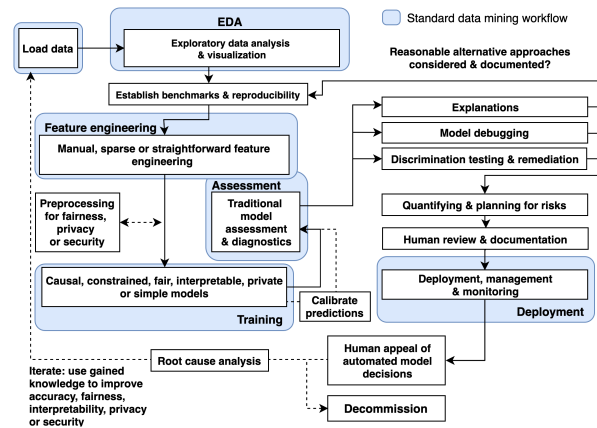 EDA
Standard data mining workflow
Load data
Exploratory data analysis
& visualization
Reasonable alternative approaches
considered & documented?
Establish benchmarks & reproducibility
Explanations
Feature engineering
Model debugging
Manual, sparse or straightforward feature
engineering
Discrimination testing & remediation
Assessment
Preprocessing
for fairness,
privacy
or security
Traditional
model
assessment
& diagnostics
Quantifying & planning for risks
Human review & documentation
Causal, constrained, fair, interpretable, private
or simple models
Deployment, management
& monitoring
Calibrate
predictions
Training
Deployment
Root cause analysis
Human appeal of
automated model
decisions
Iterate: use gained
knowledge to improve
accuracy, fairness,
interpretability, privacy
or security
Decommission